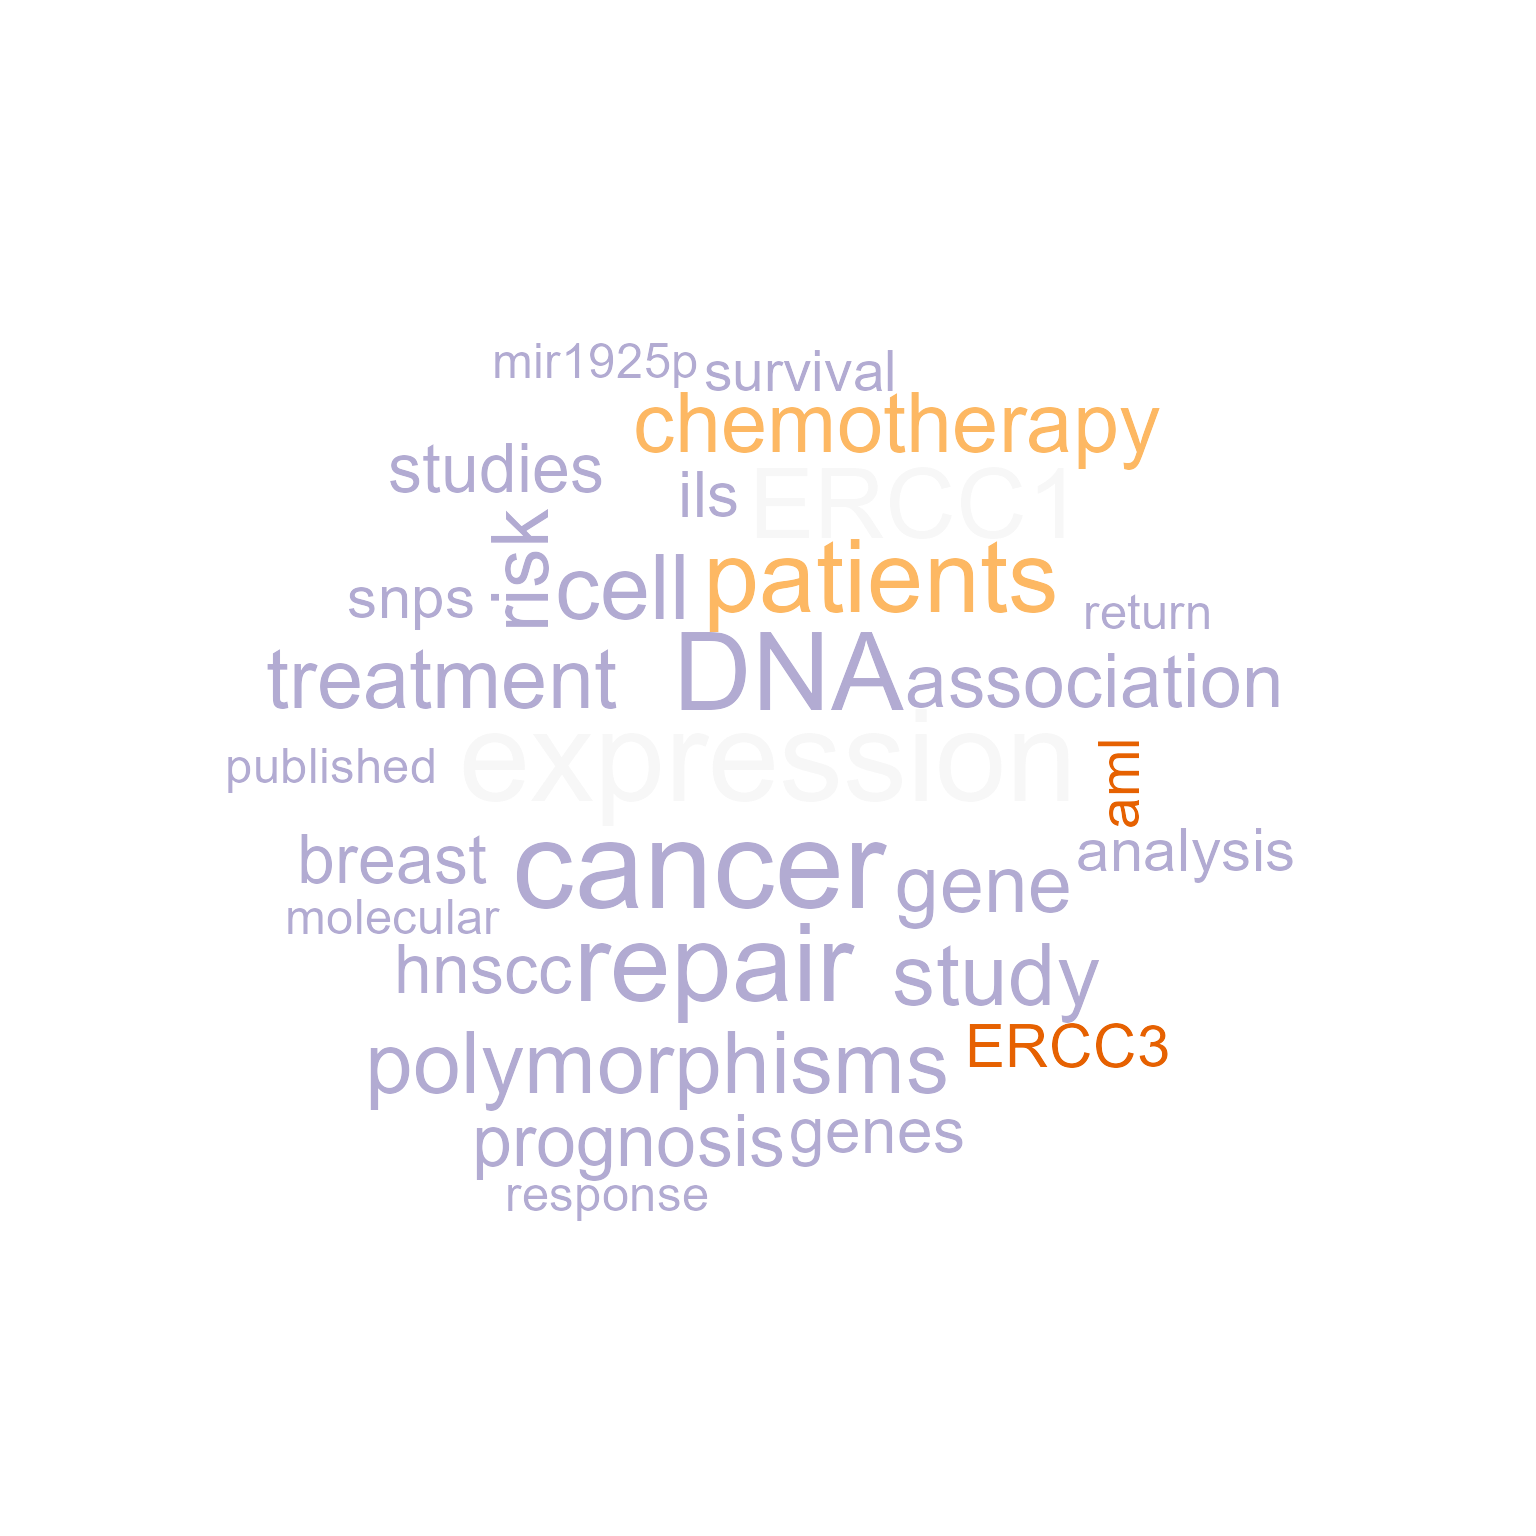 mir1925p
survival
chemotherapy
studies
ils
ERCC1
risk
cell
patients
snps
return
treatment
DNA
association
published
expression
aml
breast
cancer
gene
analysis
molecular
hnscc
repair
study
polymorphisms
ERCC3
prognosis
genes
response